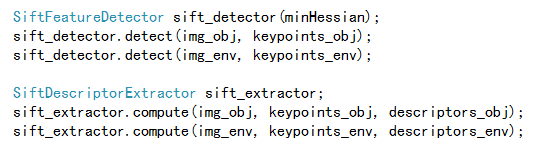 SiftFeatureDetector sift_detector(minHessian);
sift_detector.detect(img_obj, keypoints_obj);
sift_detector.detect(img_env, keypoints_env);
SiftDescriptorExtractor sift_extractor;
sift_extractor.compute(img_obj, keypoints_obj, descriptors_obj);
sift_extractor.compute(img_env, keypoints_env, descriptors_env);